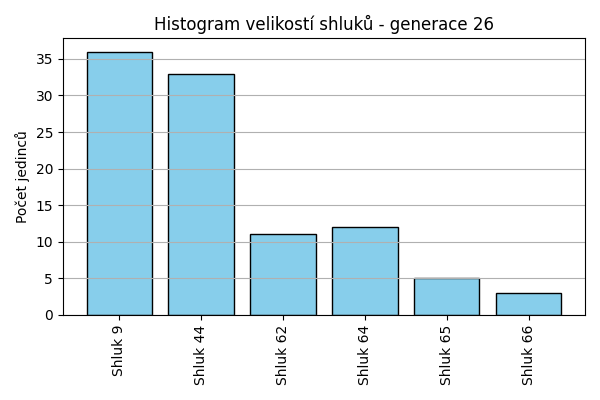 Histogram velikostí shluků - generace 26
Počet jedinců
35
30
25
20
15
10
5
0
Shluk 9
Shluk 44
Shluk 62
Shluk 64
Shluk 65
Shluk 66